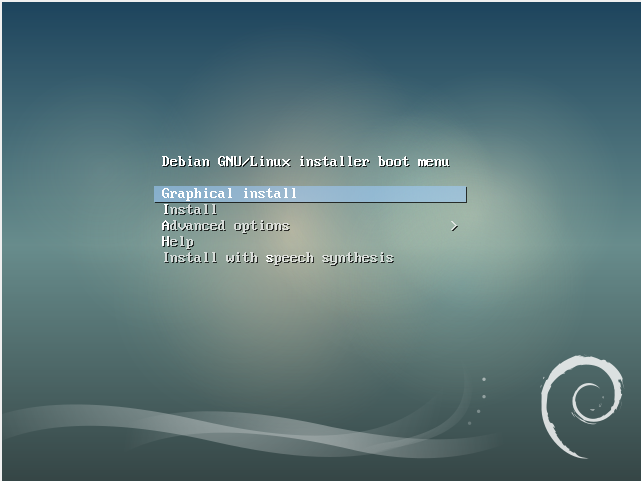 Debian GNU/Linux installer boot menu
Graphical install
Install
Advanced options >
Help
Install with speech synthesis